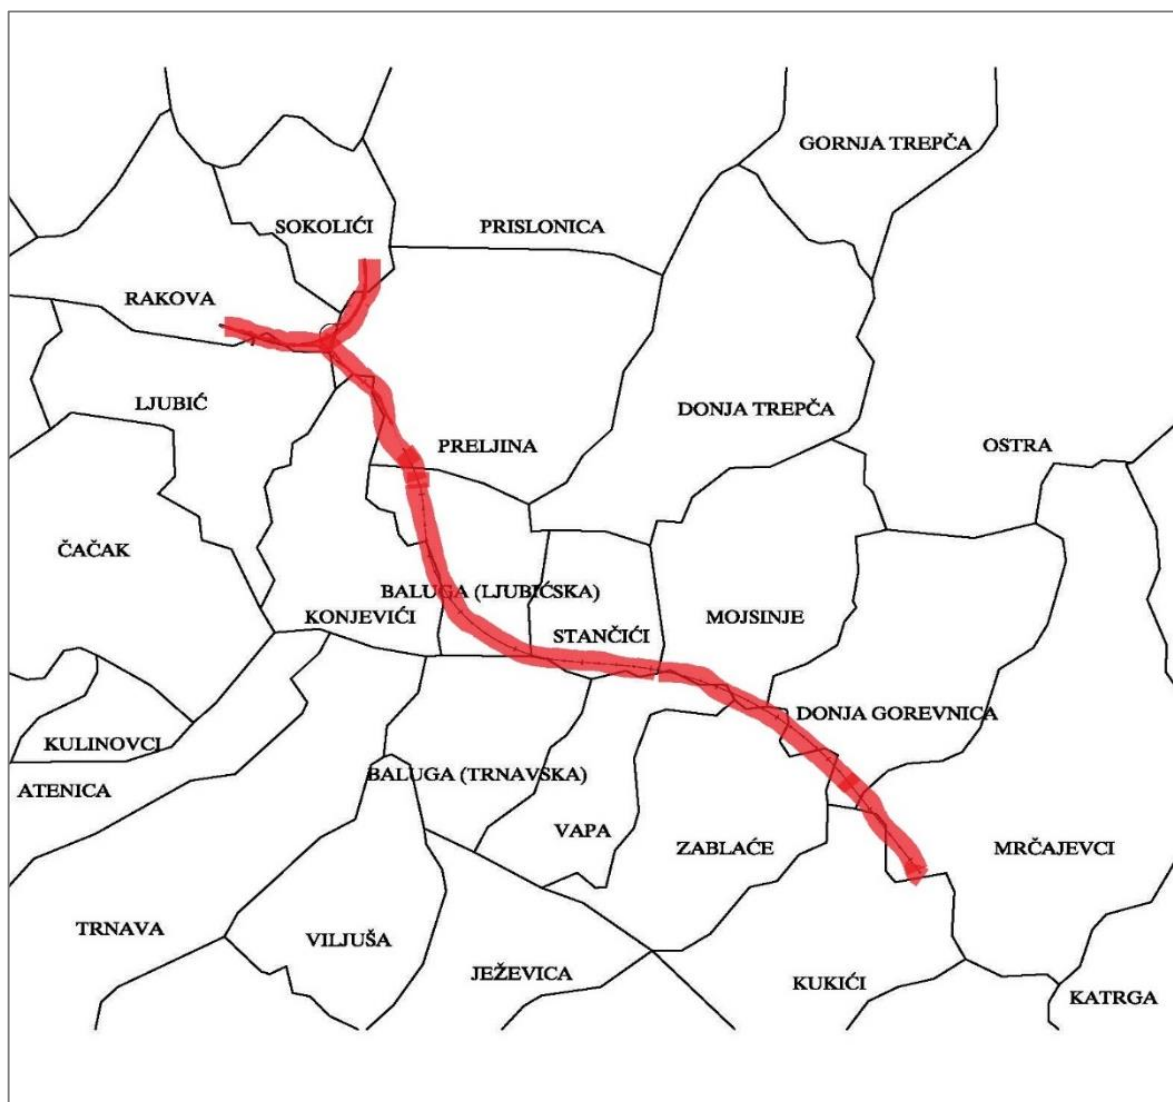 GORNJA TREPČA
SOKOLIĆI
PRISLONICA
RAKOVA
LJUBIĆ
DONJA TREPČA
PRELJINA
OSTRA
ČAČAK
BALUGA (LJUBIĆSKA)
KONJEVIĆI
STANČIĆI
MOJSINJE
DONJA GOREVNICA
KULINOVCI
BALUGA (TRNAVSKA)
ATENICA
VAPA
ZABLAĆE
MRČAJEVCI
TRNAVA
VILJUŠA
JEŽEVICA
KUKIĆI
KATRGA